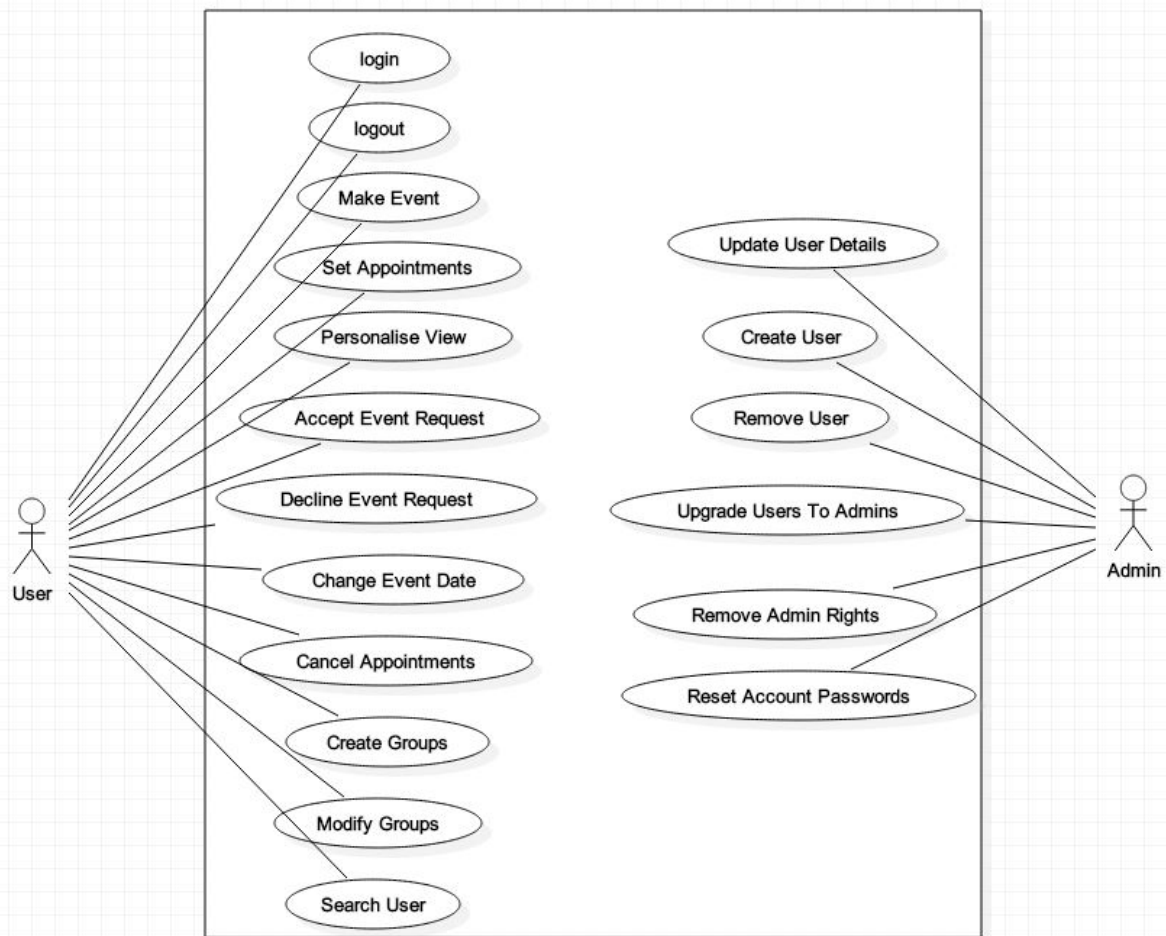 login
logout
Make Event
Set Appointments
Personalise View
Accept Event Request
Decline Event Request
Change Event Date
Cancel Appointments
Create Groups
Modify Groups
Search User
User
Update User Details
Create User
Remove User
Upgrade Users To Admins
Remove Admin Rights
Reset Account Passwords
Admin